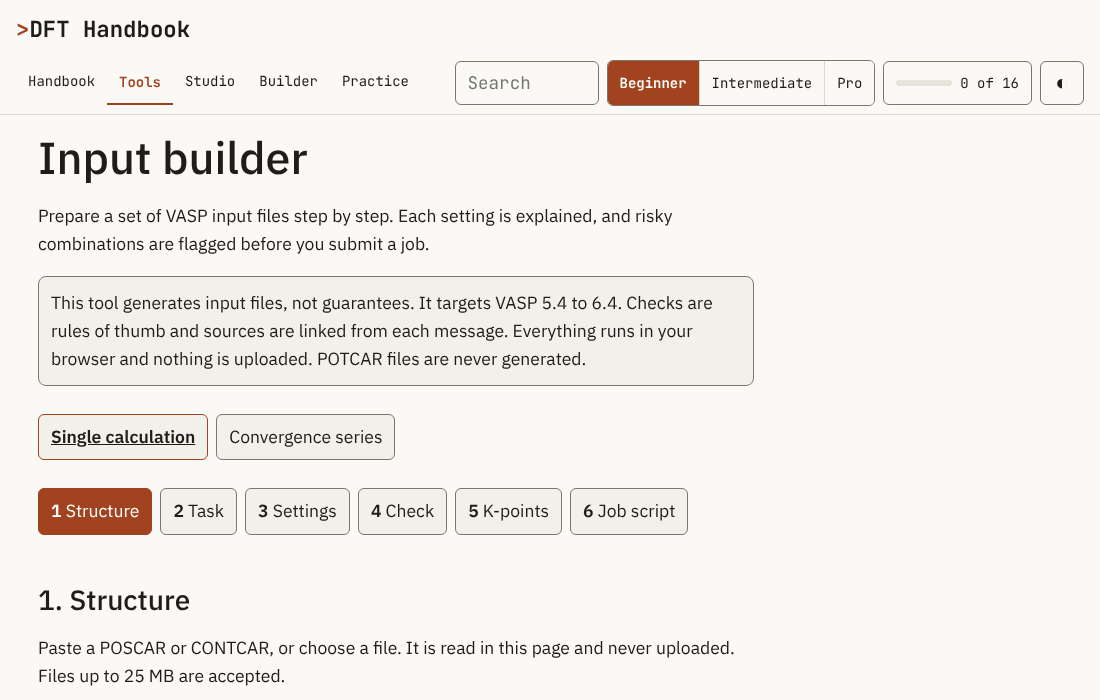 >DFT Handbook
Handbook Tools Studio Builder Practice Search Beginner Intermediate Pro 0 of 16
Input builder
Prepare a set of VASP input files step by step. Each setting is explained, and risky
combinations are flagged before you submit a job.
This tool generates input files, not guarantees. It targets VASP 5.4 to 6.4. Checks are
rules of thumb and sources are linked from each message. Everything runs in your
browser and nothing is uploaded. POTCAR files are never generated.
Single calculation Convergence series
1 Structure 2 Task 3 Settings 4 Check 5 K-points 6 Job script
1. Structure
Paste a POSCAR or CONTCAR, or choose a file. It is read in this page and never uploaded.
Files up to 25 MB are accepted.